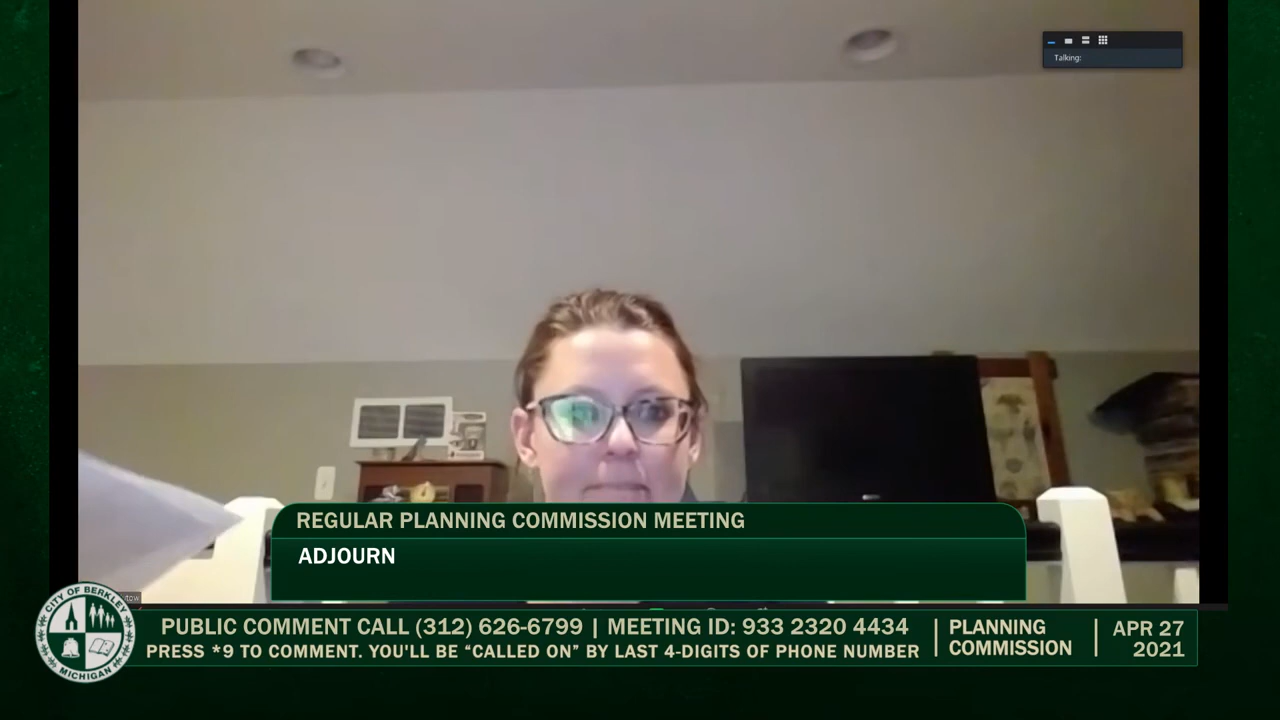 Talking:
REGULAR PLANNING COMMISSION MEETING
ADJOURN
CITY OF BERKLEY
MICHIGAN
PUBLIC COMMENT CALL (312) 626-6799 | MEETING ID: 933 2320 4434
PRESS *9 TO COMMENT. YOU'LL BE “CALLED ON” BY LAST 4-DIGITS OF PHONE NUMBER
PLANNING
COMMISSION
APR 27
2021